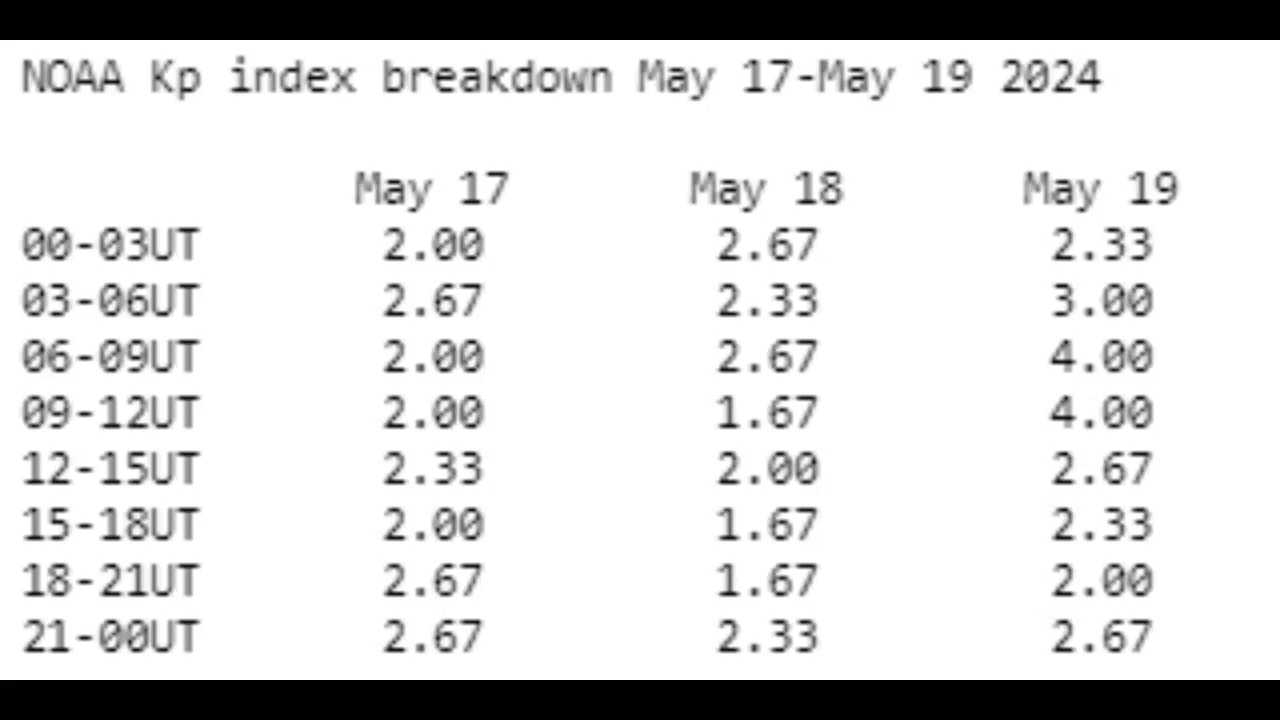 NOAA Kp index breakdown May 17-May 19 2024
May 17 May 18 May 19
00-03UT 2.00 2.67 2.33
03-06UT 2.67 2.33 3.00
06-09UT 2.00 2.67 4.00
09-12UT 2.00 1.67 4.00
12-15UT 2.33 2.00 2.67
15-18UT 2.00 1.67 2.33
18-21UT 2.67 1.67 2.00
21-00UT 2.67 2.33 2.67